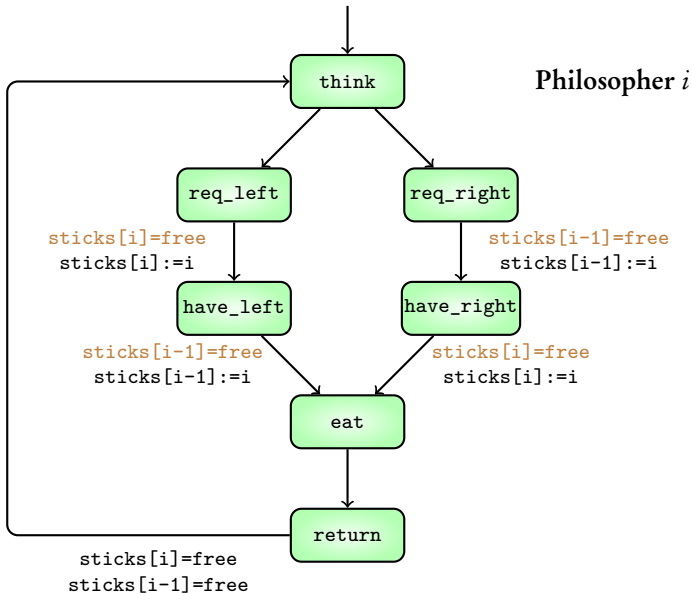 think
Philosopher i
req_left
req_right
sticks[i]=free
sticks[i]:=i
sticks[i-1]=free
sticks[i-1]:=i
have_left
have_right
sticks[i-1]=free
sticks[i-1]:=i
sticks[i]=free
sticks[i]:=i
eat
return
sticks[i]=free
sticks[i-1]=free